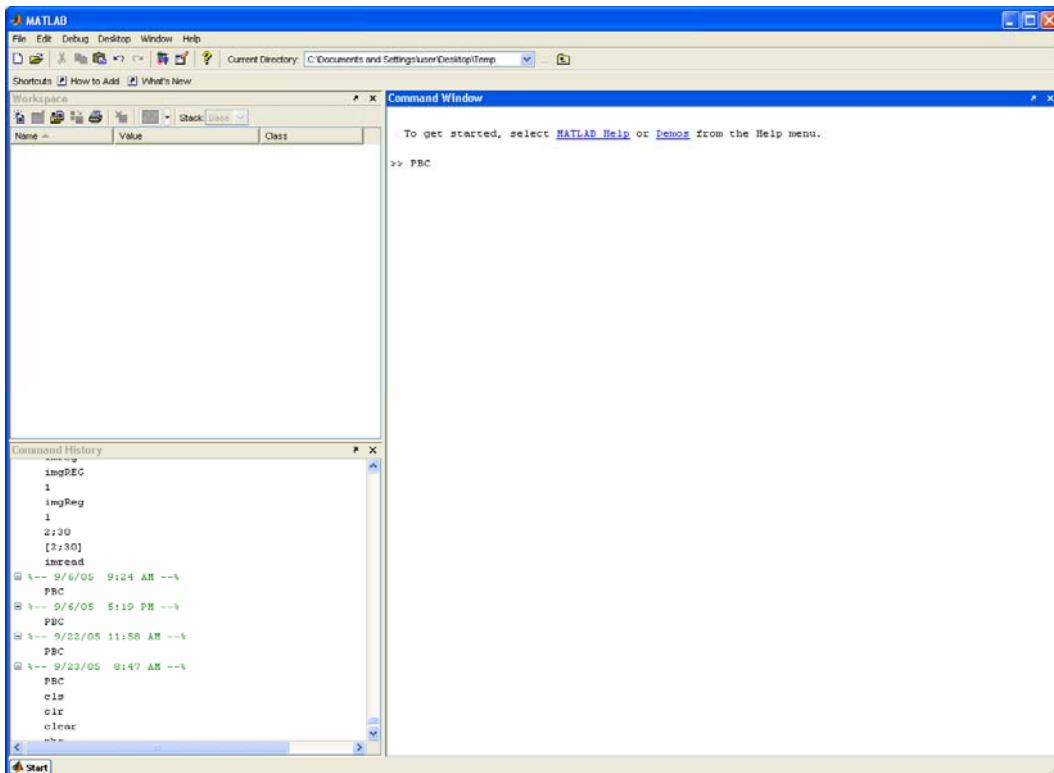 MATLAB
File Edit Debug Desktop Window Help
Current Directory: C:\Documents and Settings\user\Desktop\Temp
Shortcuts How to Add What's New
Workspace
Stack: Base
Name Value Class
Command History
imgREG
1
imgReg
1
2;30
[2;30]
imread
%-- 9/6/05 9:24 AM --%
PBC
%-- 9/6/05 5:19 PM --%
PBC
%-- 9/22/05 11:58 AM --%
PBC
%-- 9/23/05 8:47 AM --%
PBC
cls
clr
clear
Start
Command Window
To get started, select MATLAB Help or Demos from the Help menu.
>> PBC